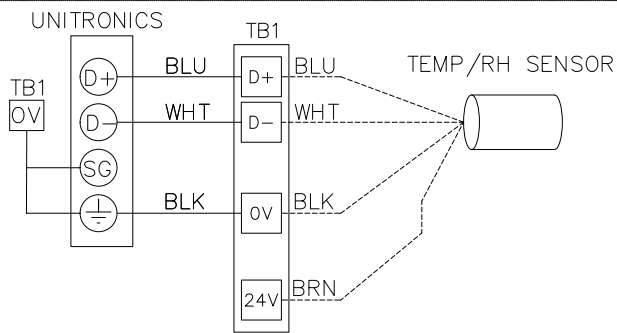 UNITRONICS
TB1
TEMP/RH SENSOR
D+ BLU D+ BLU
TB1
0V
D- WHT D- WHT
SG
BLK 0V BLK
24V BRN